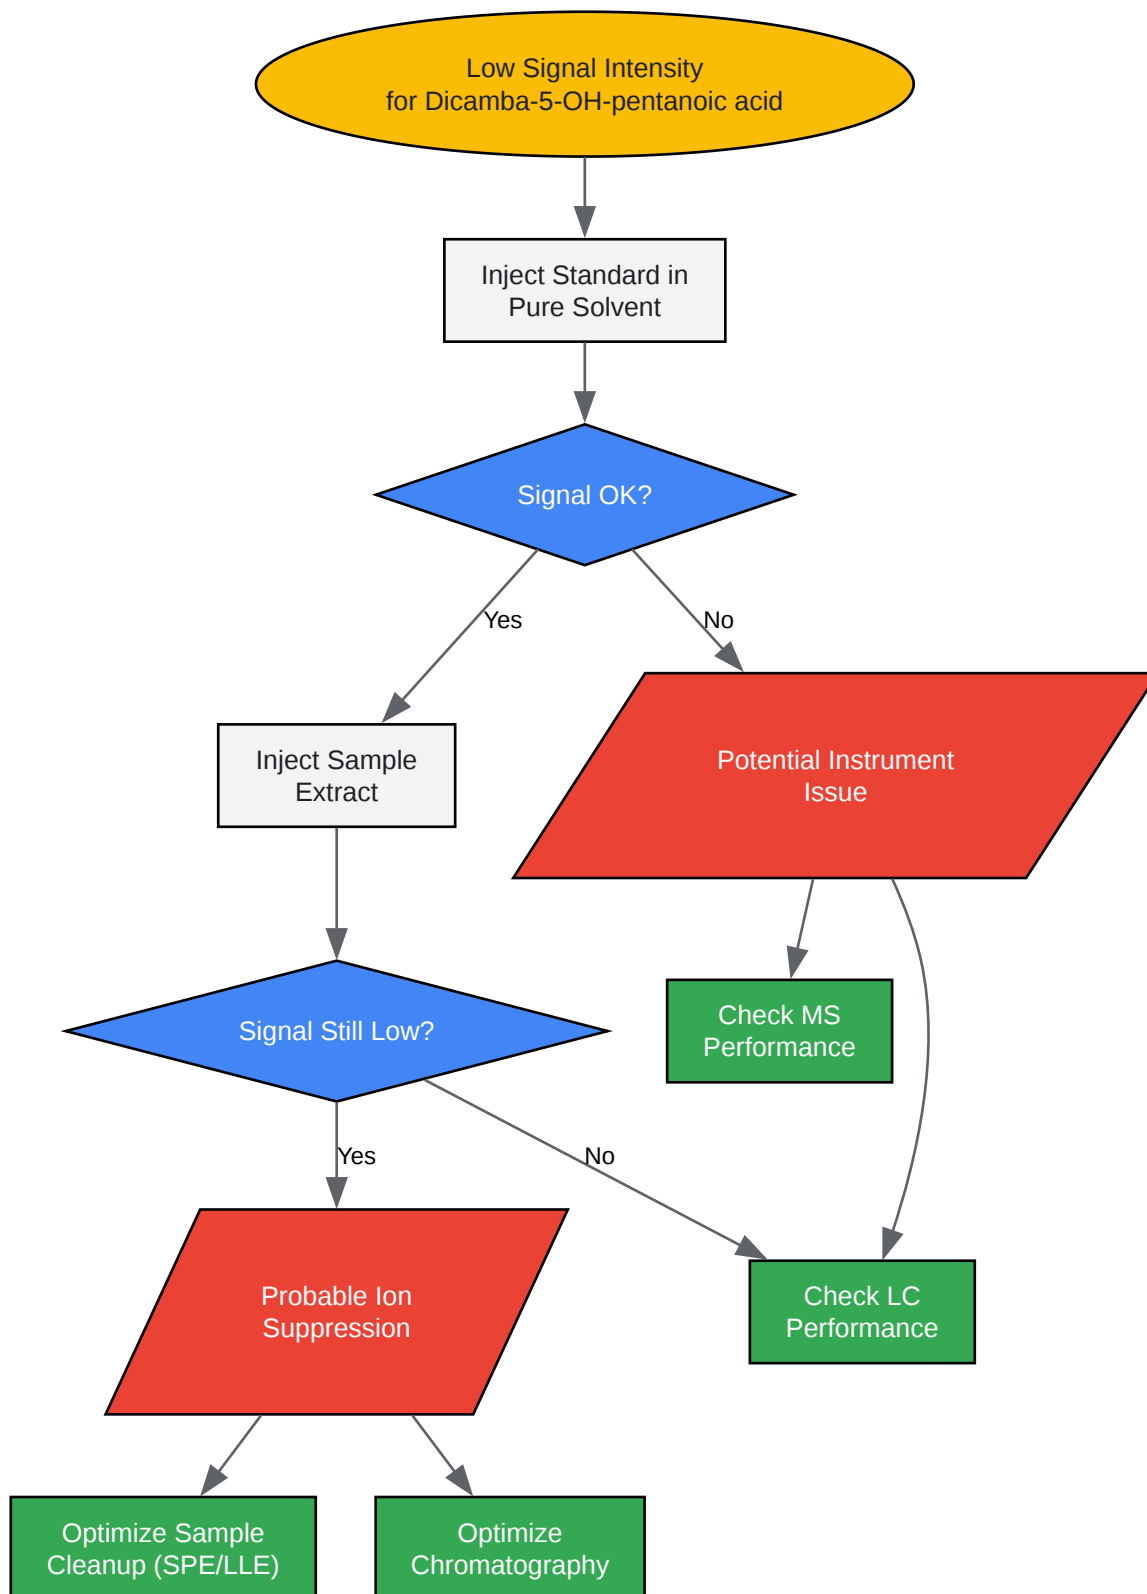 Low Signal Intensity
for Dicamba-5-OH-pentanoic acid
Inject Standard in
Pure Solvent
Signal OK?
Yes
No
Inject Sample
Extract
Potential Instrument
Issue
Signal Still Low?
Check MS
Performance
Yes
No
Probable Ion
Suppression
Check LC
Performance
Optimize Sample
Cleanup (SPE/LLE)
Optimize
Chromatography